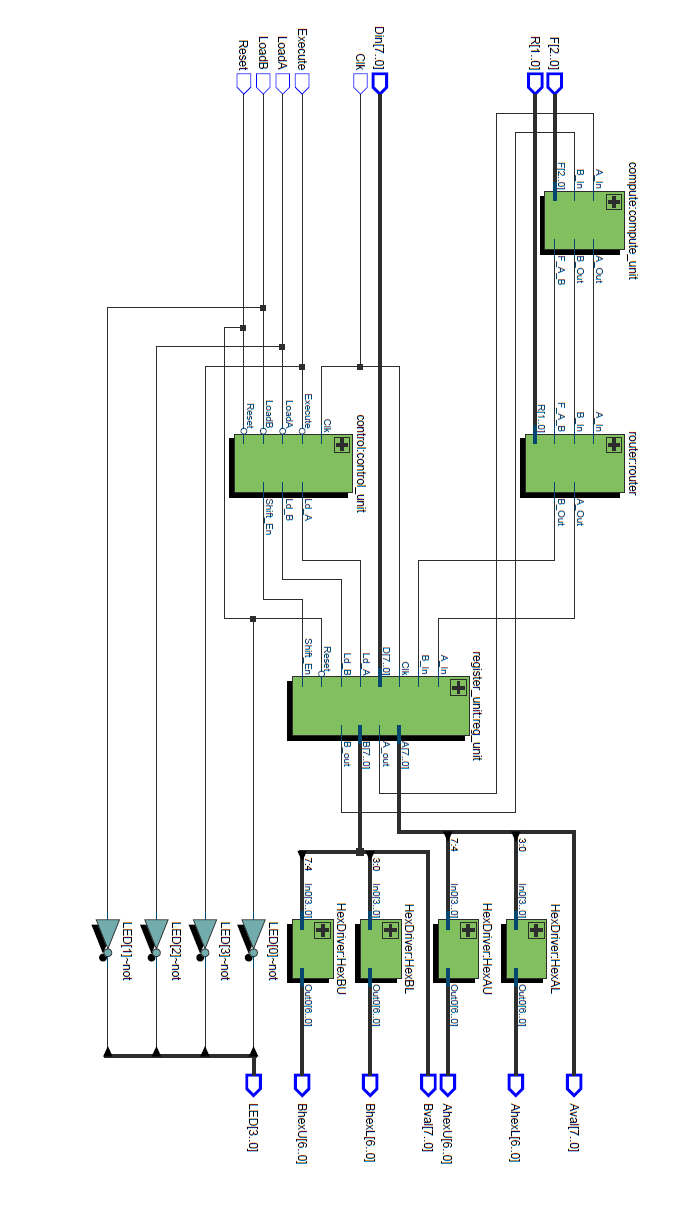 F[2..0]
R[1..0]
Din[7..0]
Clk
Execute
LoadA
LoadB
Reset
compute:compute_unit
A_In
B_In
F[2..0]
A_Out
B_Out
F_A_B
router:router
A_In
B_In
F_A_B
R[1..0]
A_Out
B_Out
control:control_unit
Clk
Execute
LoadA
LoadB
Reset
Ld_A
Ld_B
Shift_En
register_unit:reg_unit
A_In
B_In
Clk
D[7..0]
Ld_A
Ld_B
Reset
Shift_En
A[7..0]
A_out
B[7..0]
B_out
3:0
7:4
3:0
7:4
HexDriver:HexAL
In0[3..0]
Out0[6..0]
HexDriver:HexAU
In0[3..0]
Out0[6..0]
HexDriver:HexBL
In0[3..0]
Out0[6..0]
HexDriver:HexBU
In0[3..0]
Out0[6..0]
LED[0]~not
LED[3]~not
LED[2]~not
LED[1]~not
Aval[7..0]
AhexL[6..0]
AhexU[6..0]
Bval[7..0]
BhexL[6..0]
BhexU[6..0]
LED[3..0]